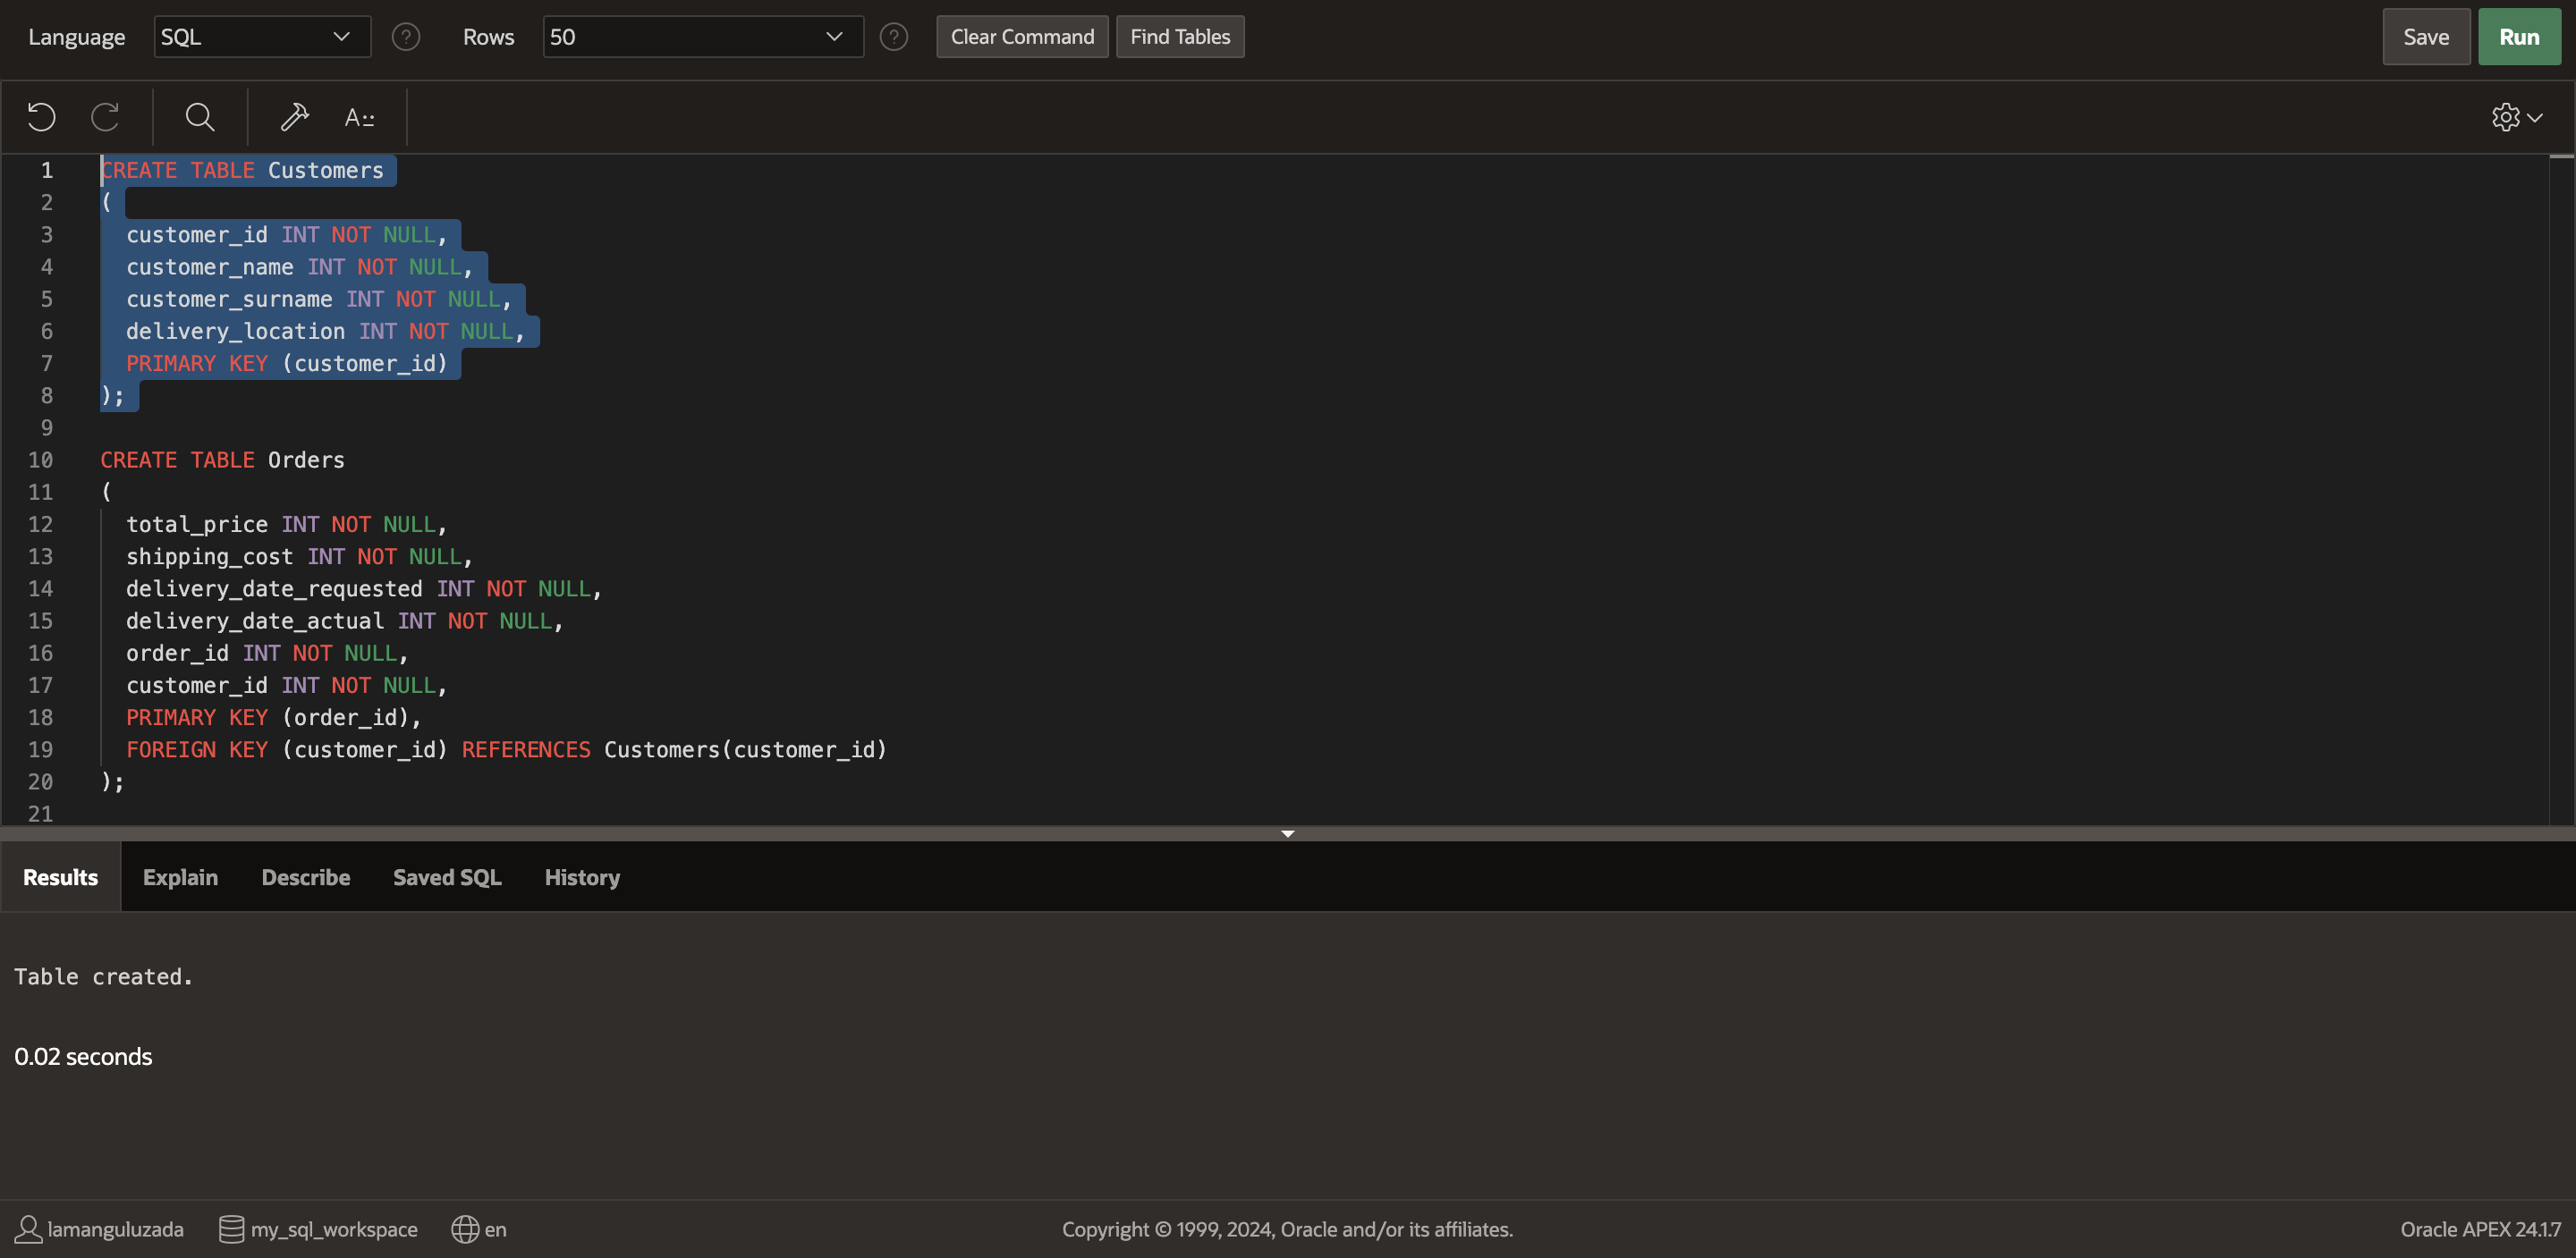 Language SQL ? Rows 50 ? Clear Command Find Tables Save Run
A
1 CREATE TABLE Customers
2 (
3 customer_id INT NOT NULL,
4 customer_name INT NOT NULL,
5 customer_surname INT NOT NULL,
6 delivery_location INT NOT NULL,
7 PRIMARY KEY (customer_id)
8 );
9
10 CREATE TABLE Orders
11 (
12 total_price INT NOT NULL,
13 shipping_cost INT NOT NULL,
14 delivery_date_requested INT NOT NULL,
15 delivery_date_actual INT NOT NULL,
16 order_id INT NOT NULL,
17 customer_id INT NOT NULL,
18 PRIMARY KEY (order_id),
19 FOREIGN KEY (customer_id) REFERENCES Customers(customer_id)
20 );
21
Results Explain Describe Saved SQL History
Table created.
0.02 seconds
lamanguluzada my_sql_workspace en Copyright © 1999, 2024, Oracle and/or its affiliates. Oracle APEX 24.1.7